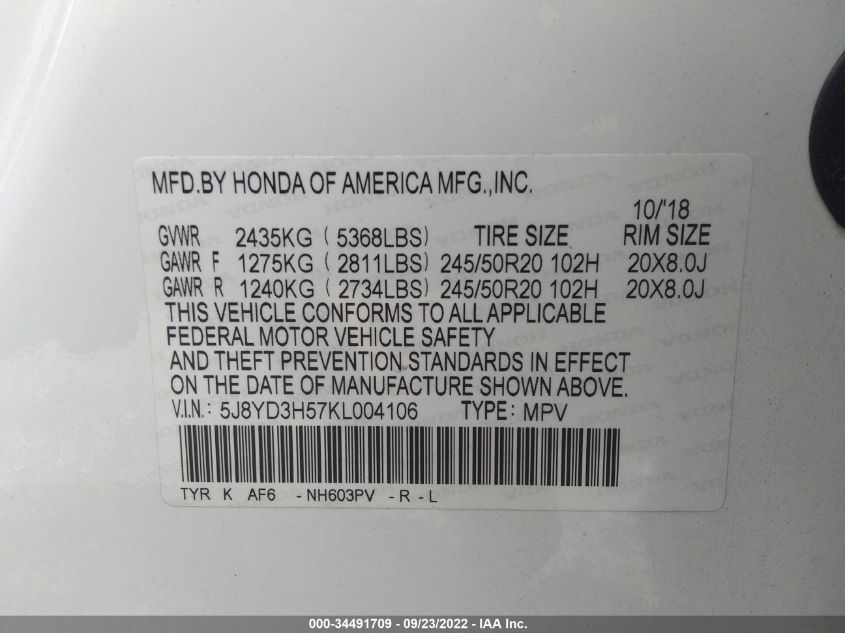 MFD.BY HONDA OF AMERICA MFG.,INC.
10/'18
GVWR 2435KG ( 5368LBS) TIRE SIZE RIM SIZE
GAWR F 1275KG ( 2811LBS) 245/50R20 102H 20X8.0J
GAWR R 1240KG ( 2734LBS) 245/50R20 102H 20X8.0J
THIS VEHICLE CONFORMS TO ALL APPLICABLE
FEDERAL MOTOR VEHICLE SAFETY
AND THEFT PREVENTION STANDARDS IN EFFECT
ON THE DATE OF MANUFACTURE SHOWN ABOVE.
V.I.N.: 5J8YD3H57KL004106 TYPE: MPV
TYR K AF6 - NH603PV - R - L
000-34491709 - 09/23/2022 - IAA Inc.